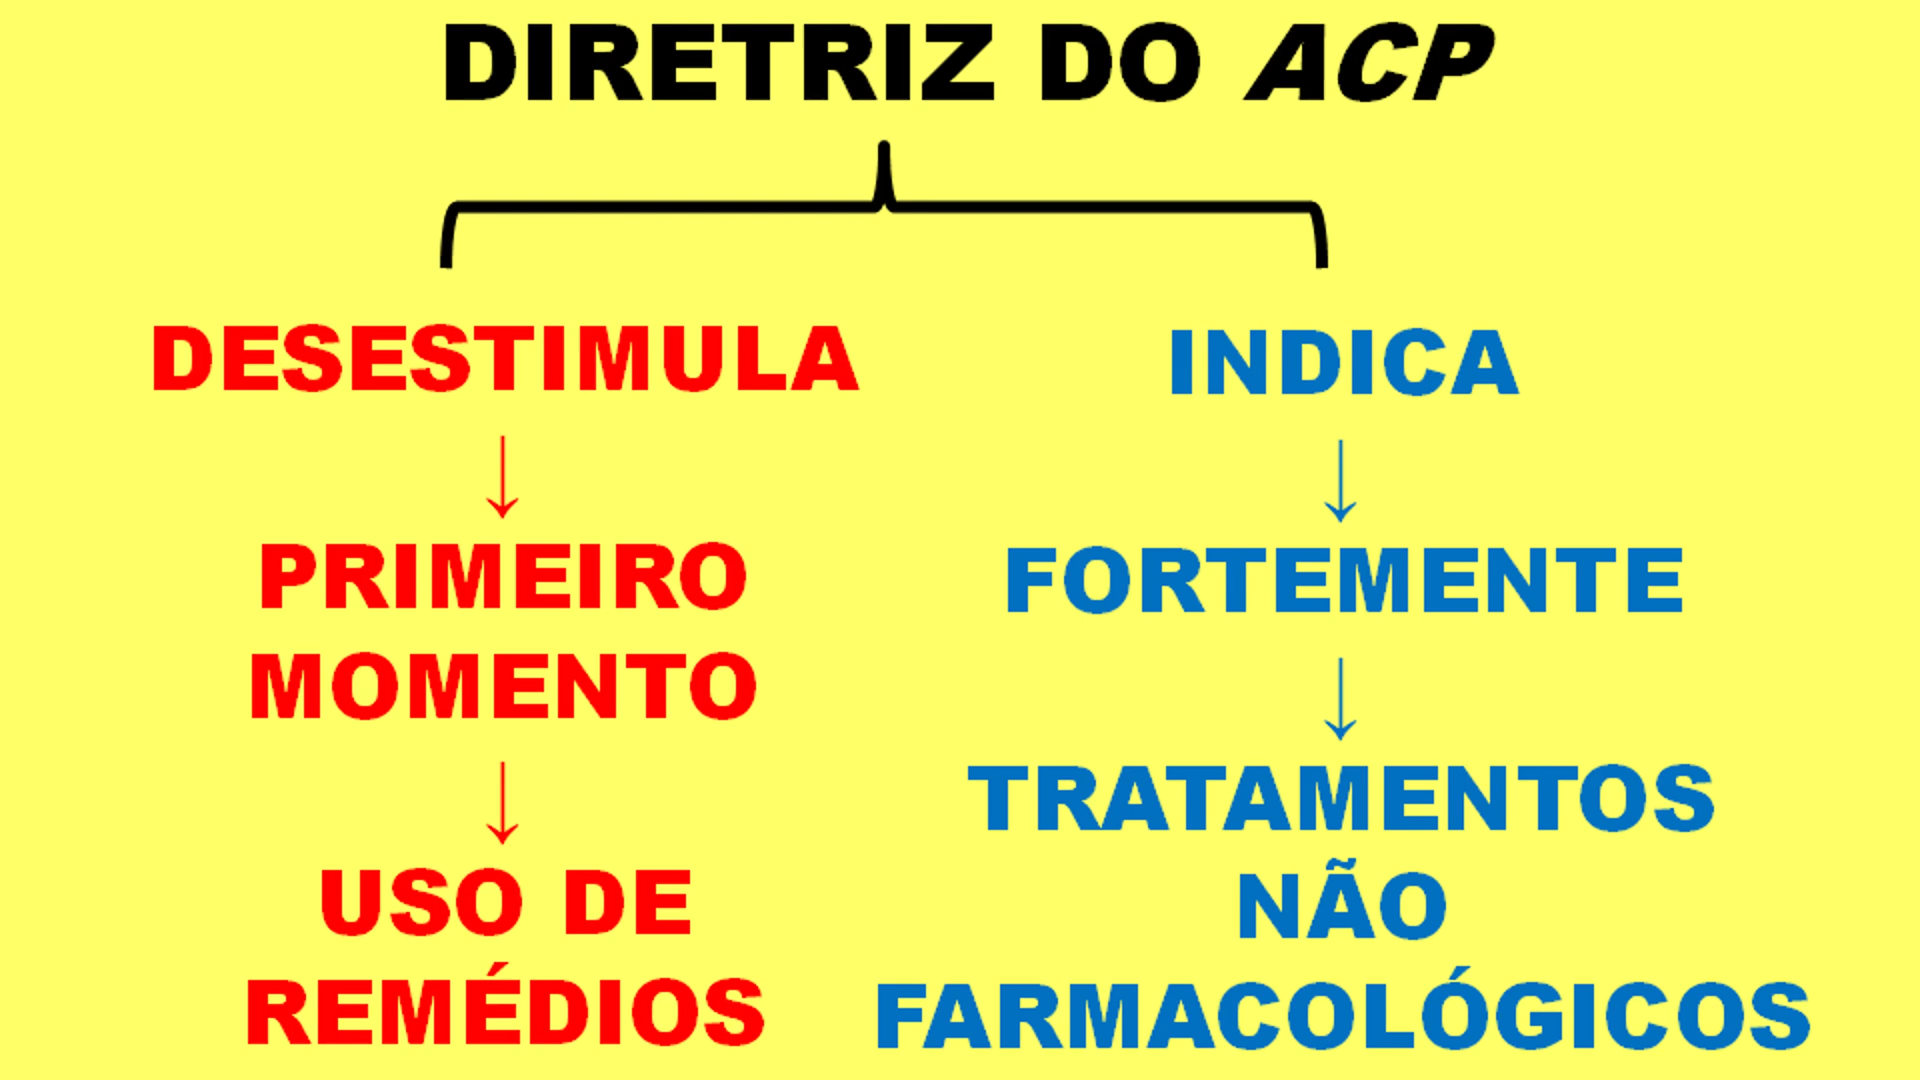 DIRETRIZ DO ACP
DESESTIMULA
↓
PRIMEIRO
MOMENTO
↓
USO DE
REMÉDIOS
INDICA
↓
FORTEMENTE
↓
TRATAMENTOS
NÃO
FARMACOLÓGICOS